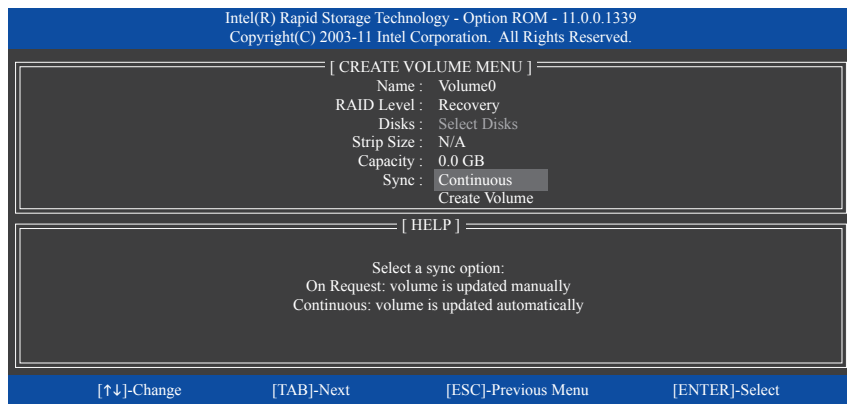 Intel(R) Rapid Storage Technology - Option ROM - 11.0.0.1339
Copyright(C) 2003-11 Intel Corporation. All Rights Reserved.
[ CREATE VOLUME MENU ]
Name : Volume0
RAID Level : Recovery
Disks : Select Disks
Strip Size : N/A
Capacity : 0.0 GB
Sync : Continuous
Create Volume
[ HELP ]
Select a sync option:
On Request: volume is updated manually
Continuous: volume is updated automatically
[↑↓]-Change [TAB]-Next [ESC]-Previous Menu [ENTER]-Select